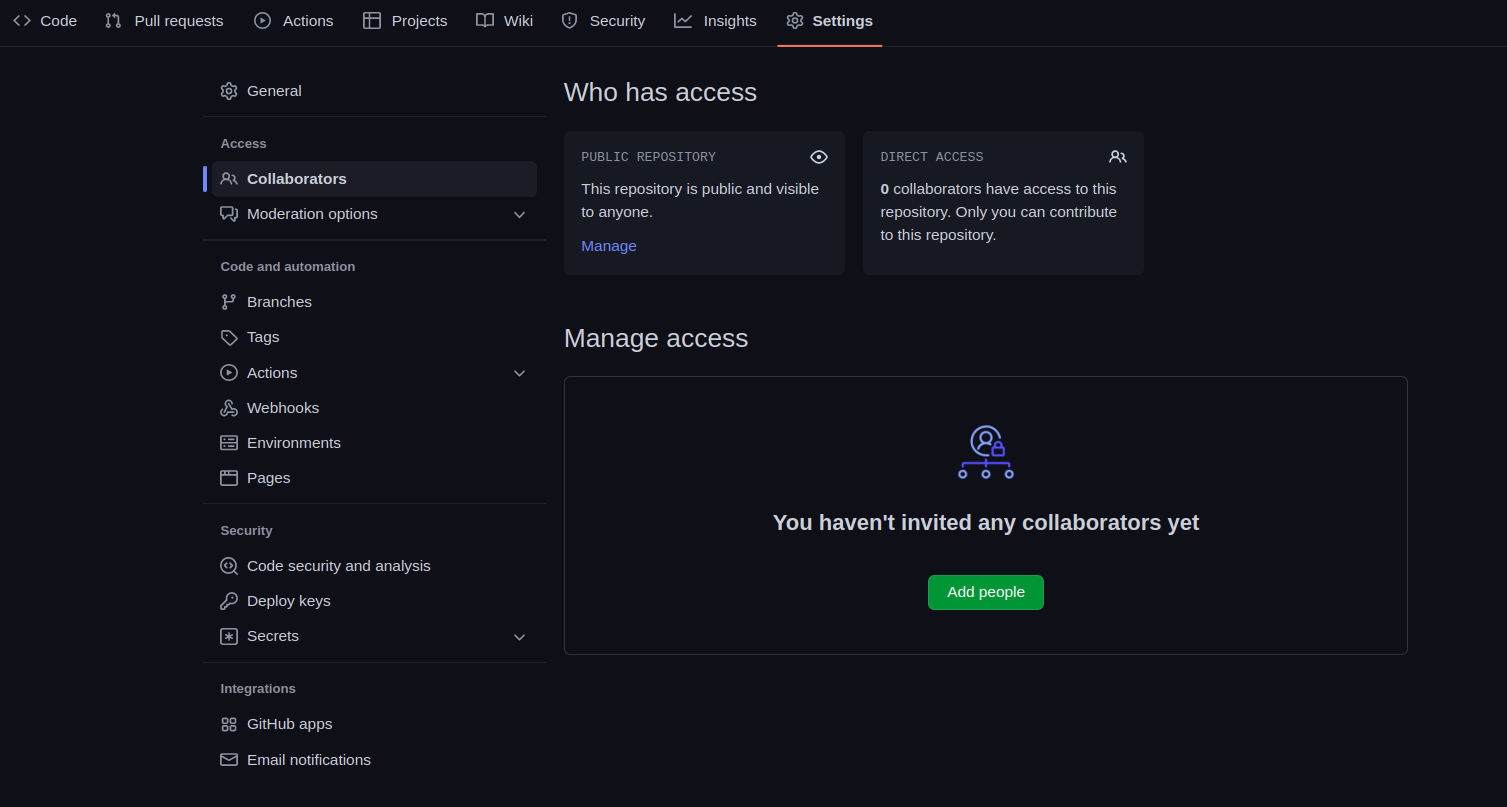 Code Pull requests Actions Projects Wiki Security Insights Settings
General
Access
Collaborators
Moderation options
Code and automation
Branches
Tags
Actions
Webhooks
Environments
Pages
Security
Code security and analysis
Deploy keys
Secrets
Integrations
GitHub apps
Email notifications
Who has access
PUBLIC REPOSITORY
This repository is public and visible
to anyone.
Manage
DIRECT ACCESS
0 collaborators have access to this
repository. Only you can contribute
to this repository.
Manage access
You haven't invited any collaborators yet
Add people